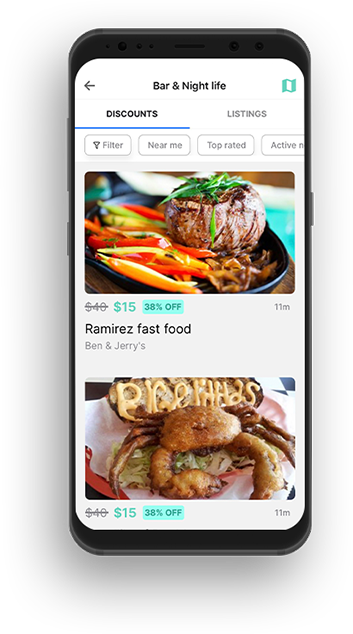 Bar & Night life
DISCOUNTS LISTINGS
Filter Near me Top rated Active n
$40 $15 38% OFF 11m
Ramirez fast food
Ben & Jerry's
$40 $15 38% OFF 11m